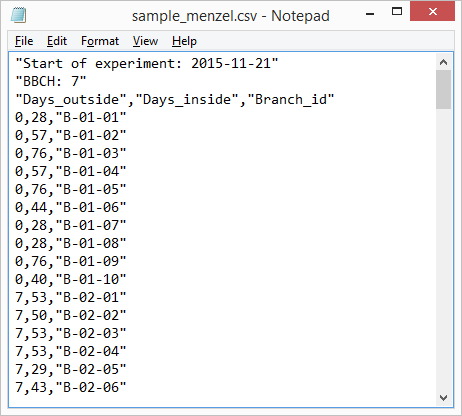 sample_menzel.csv - Notepad
File Edit Format View Help
"Start of experiment: 2015-11-21"
"BBCH: 7"
"Days_outside","Days_inside","Branch_id"
0,28,"B-01-01"
0,57,"B-01-02"
0,76,"B-01-03"
0,57,"B-01-04"
0,76,"B-01-05"
0,44,"B-01-06"
0,28,"B-01-07"
0,28,"B-01-08"
0,76,"B-01-09"
0,40,"B-01-10"
7,53,"B-02-01"
7,50,"B-02-02"
7,53,"B-02-03"
7,53,"B-02-04"
7,29,"B-02-05"
7,43,"B-02-06"